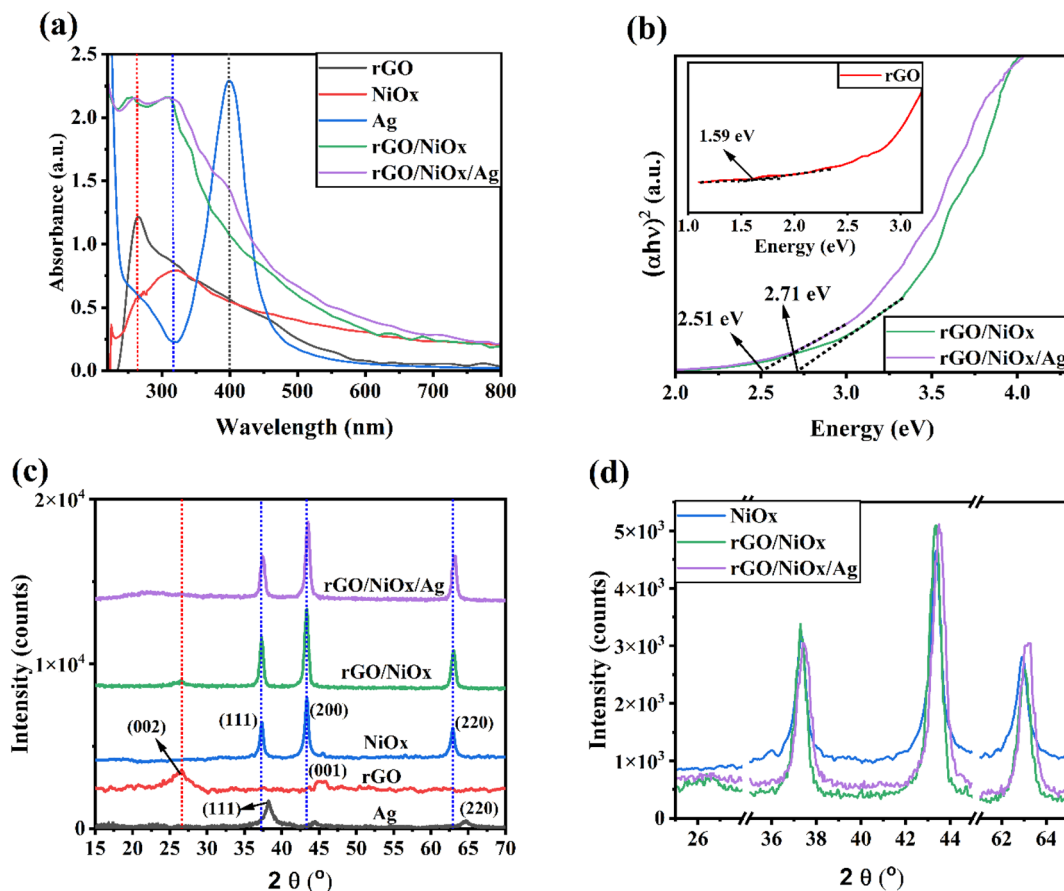 (a)
2.5
2.0
1.5
1.0
0.5
0.0
Absorbance (a.u.)
rGO
NiOx
Ag
rGO/NiOx
rGO/NiOx/Ag
300
400
500
600
700
800
Wavelength (nm)
(b)
(αhν)² (a.u.)
rGO
1.59 eV
1.0
1.5
2.0
2.5
3.0
Energy (eV)
2.51 eV
2.71 eV
rGO/NiOx
rGO/NiOx/Ag
2.0
2.5
3.0
3.5
4.0
Energy (eV)
(c)
2×10⁴
1×10⁴
0
Intensity (counts)
rGO/NiOx/Ag
rGO/NiOx
(111)
(200)
(220)
NiOx
(002)
(001)
rGO
(111)
Ag
(220)
15
20
25
30
35
40
45
50
55
60
65
70
2 θ (°)
(d)
NiOx
rGO/NiOx
rGO/NiOx/Ag
5×10³
4×10³
3×10³
2×10³
1×10³
0
Intensity (counts)
26
36
38
42
44
62
64
2 θ (°)